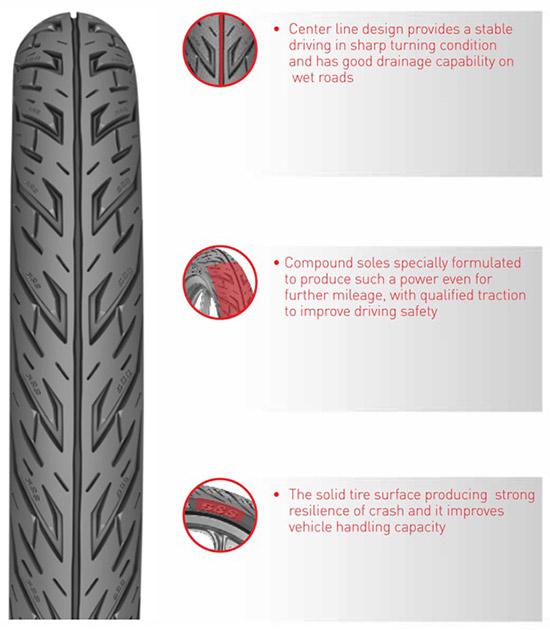 • Center line design provides a stable
driving in sharp turning condition
and has good drainage capability on
wet roads
• Compound soles specially formulated
to produce such a power even for
further mileage, with qualified traction
to improve driving safety
• The solid tire surface producing strong
resilience of crash and it improves
vehicle handling capacity